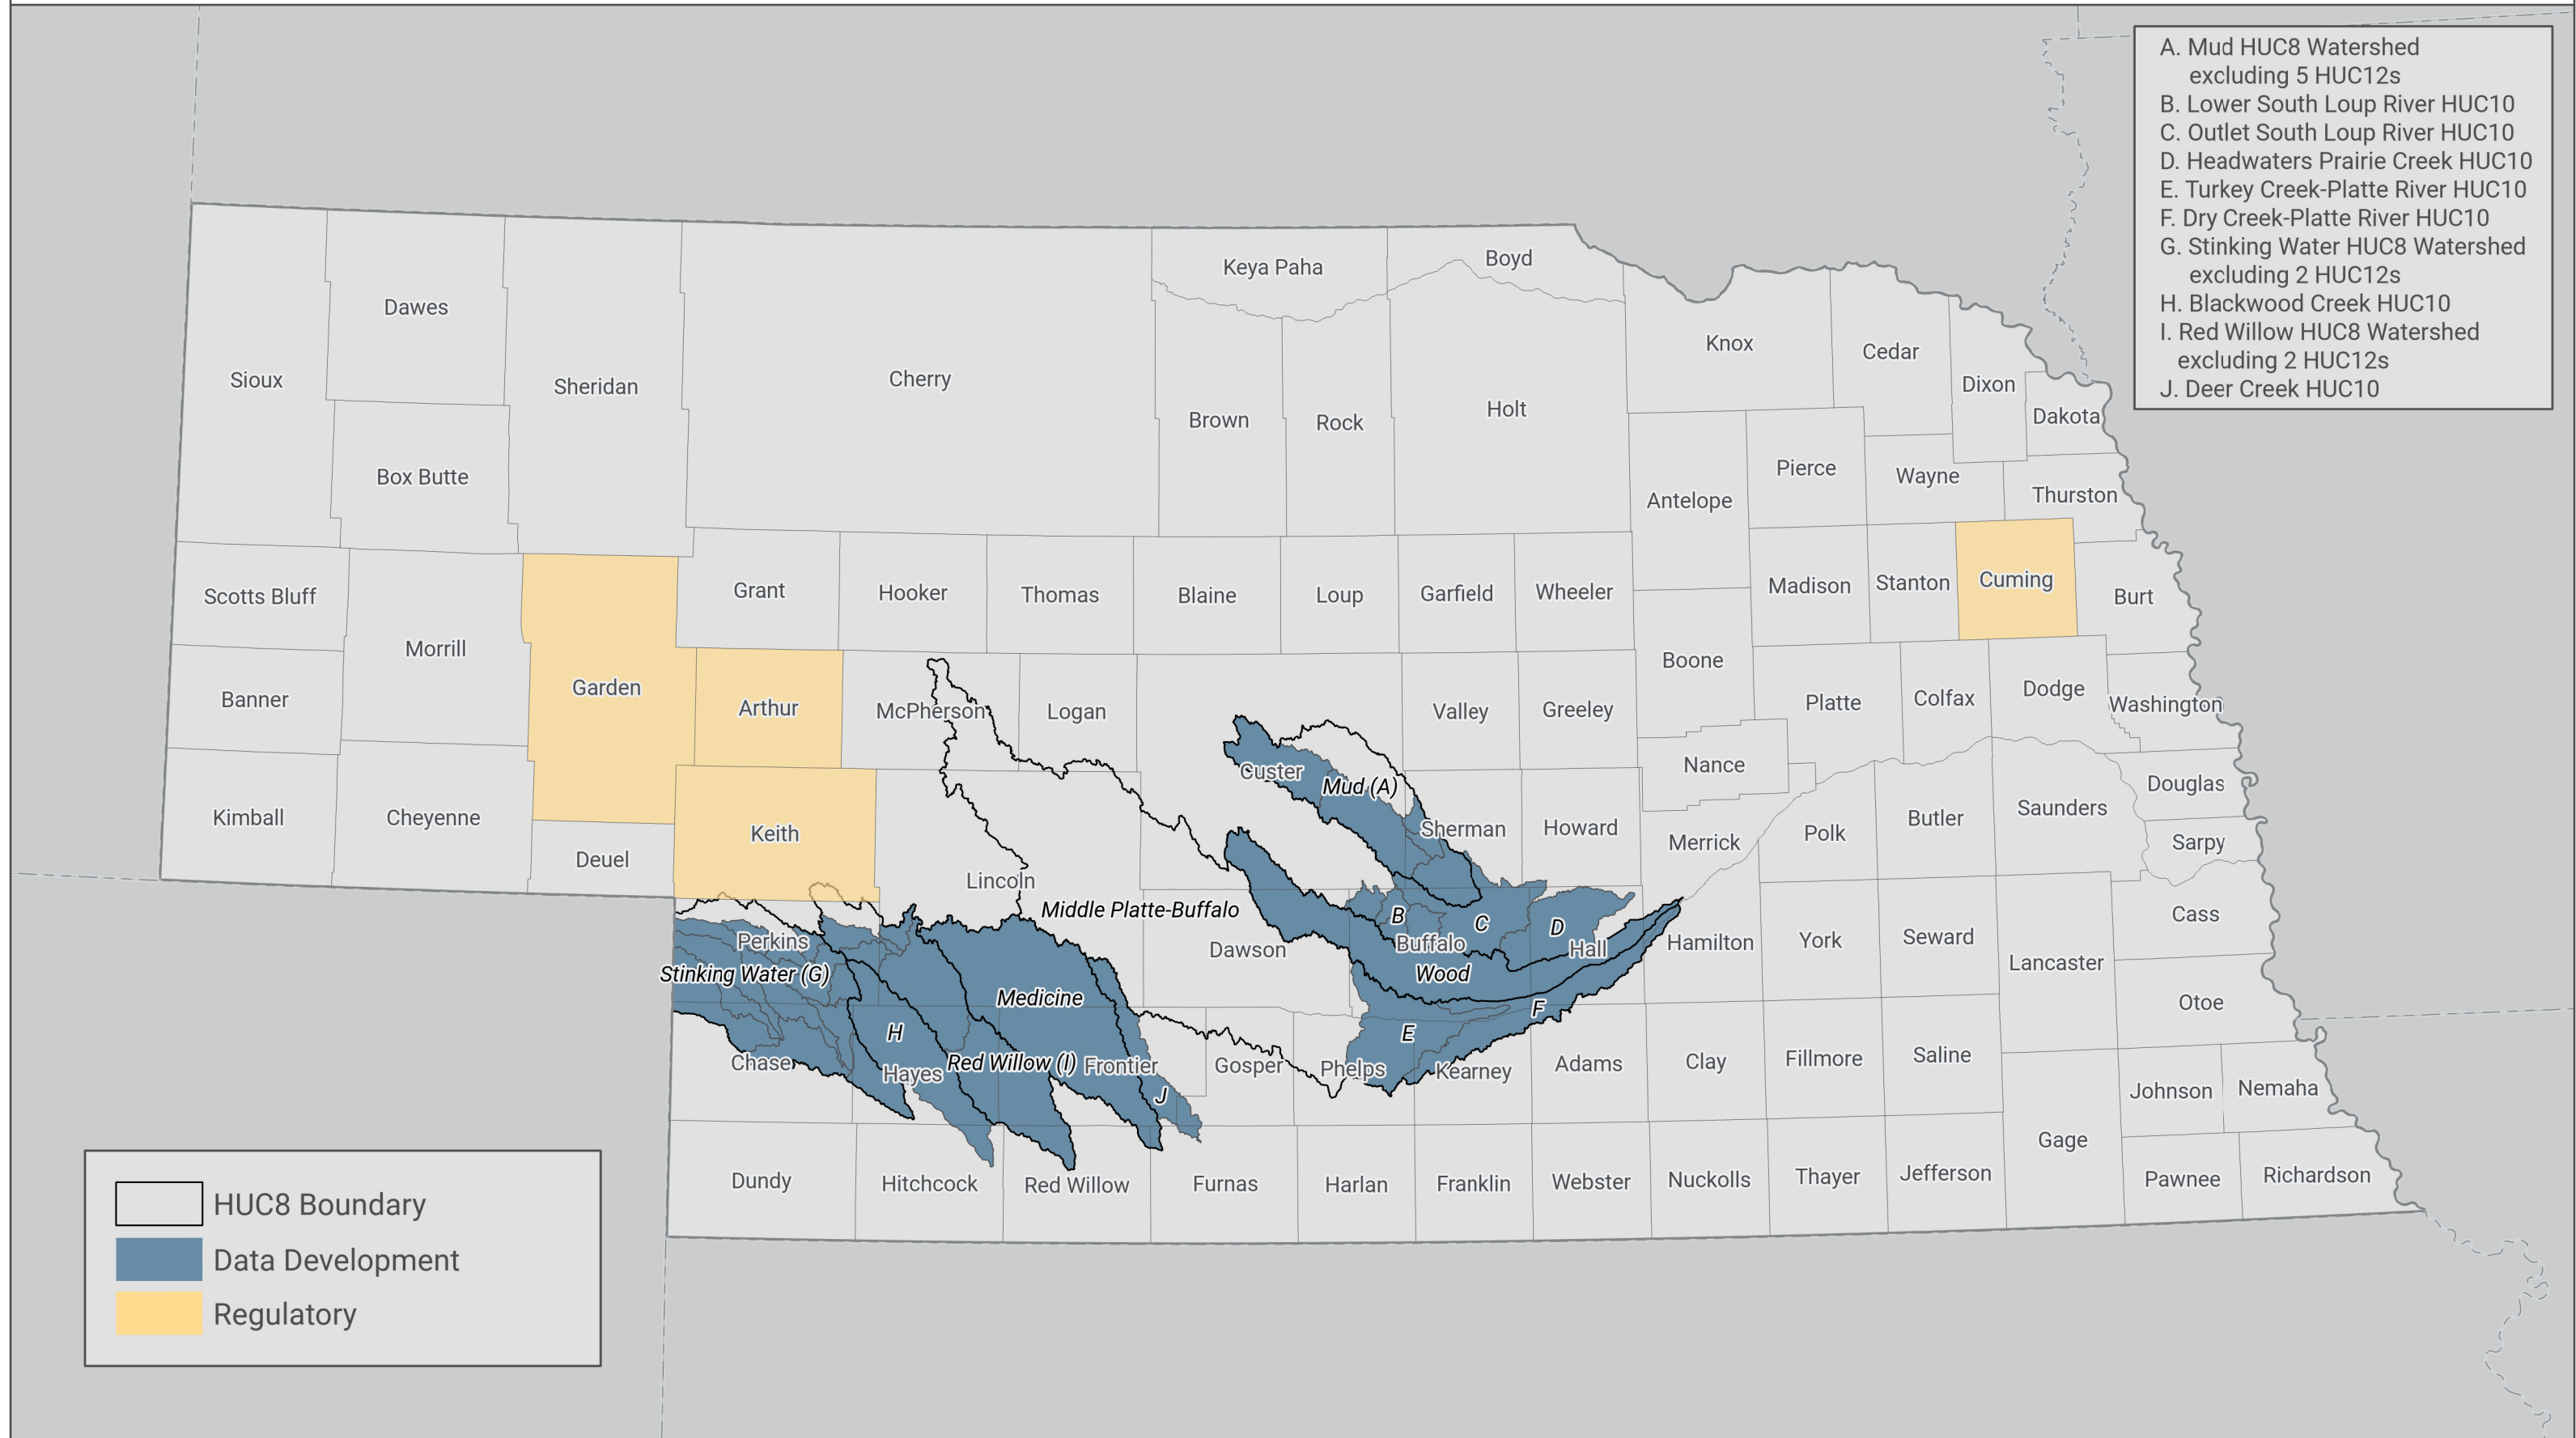 A. Mud HUC8 Watershed
excluding 5 HUC12s
B. Lower South Loup River HUC10
C. Outlet South Loup River HUC10
D. Headwaters Prairie Creek HUC10
E. Turkey Creek-Platte River HUC10
F. Dry Creek-Platte River HUC10
G. Stinking Water HUC8 Watershed
excluding 2 HUC12s
H. Blackwood Creek HUC10
I. Red Willow HUC8 Watershed
excluding 2 HUC12s
J. Deer Creek HUC10
Keya Paha
Boyd
Dawes
Sioux
Sheridan
Cherry
Brown
Rock
Holt
Knox
Cedar
Dixon
Dakota
Box Butte
Antelope
Pierce
Wayne
Thurston
Scotts Bluff
Morrill
Grant
Hooker
Thomas
Blaine
Loup
Garfield
Wheeler
Madison
Stanton
Cuming
Burt
Banner
Garden
Arthur
McPherson
Logan
Valley
Greeley
Boone
Platte
Colfax
Dodge
Washington
Kimball
Cheyenne
Deuel
Keith
Lincoln
Custer
Mud (A)
Sherman
Howard
Nance
Merrick
Polk
Butler
Saunders
Douglas
Sarpy
Perkins
Stinking Water (G)
Middle Platte-Buffalo
Dawson
B
Buffalo
C
D
Hall
Wood
Hamilton
York
Seward
Lancaster
Cass
Otoe
Medicine
Chase
H
Hayes
Red Willow (I)
Frontier
J
Gosper
Phelps
E
F
Kearney
Adams
Clay
Fillmore
Saline
Johnson
Nemaha
Dundy
Hitchcock
Red Willow
Furnas
Harlan
Franklin
Webster
Nuckolls
Thayer
Jefferson
Gage
Pawnee
Richardson
HUC8 Boundary
Data Development
Regulatory